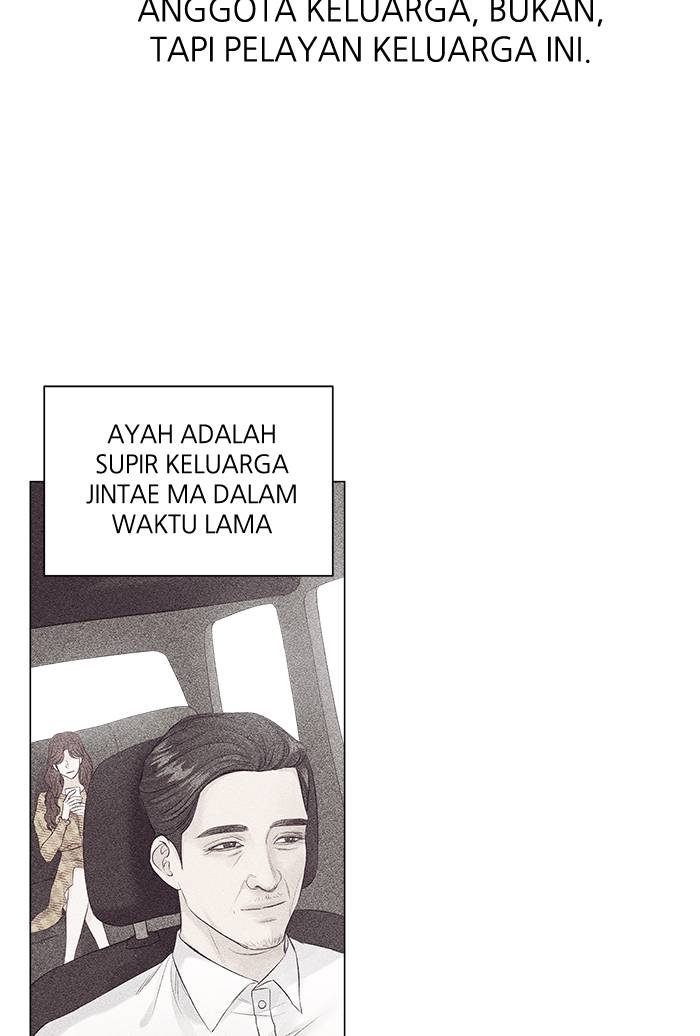 ANGGOTA KELUARGA, BUKAN,
TAPI PELAYAN KELUARGA INI.
AYAH ADALAH
SUPIR KELUARGA
JINTAE MA DALAM
WAKTU LAMA